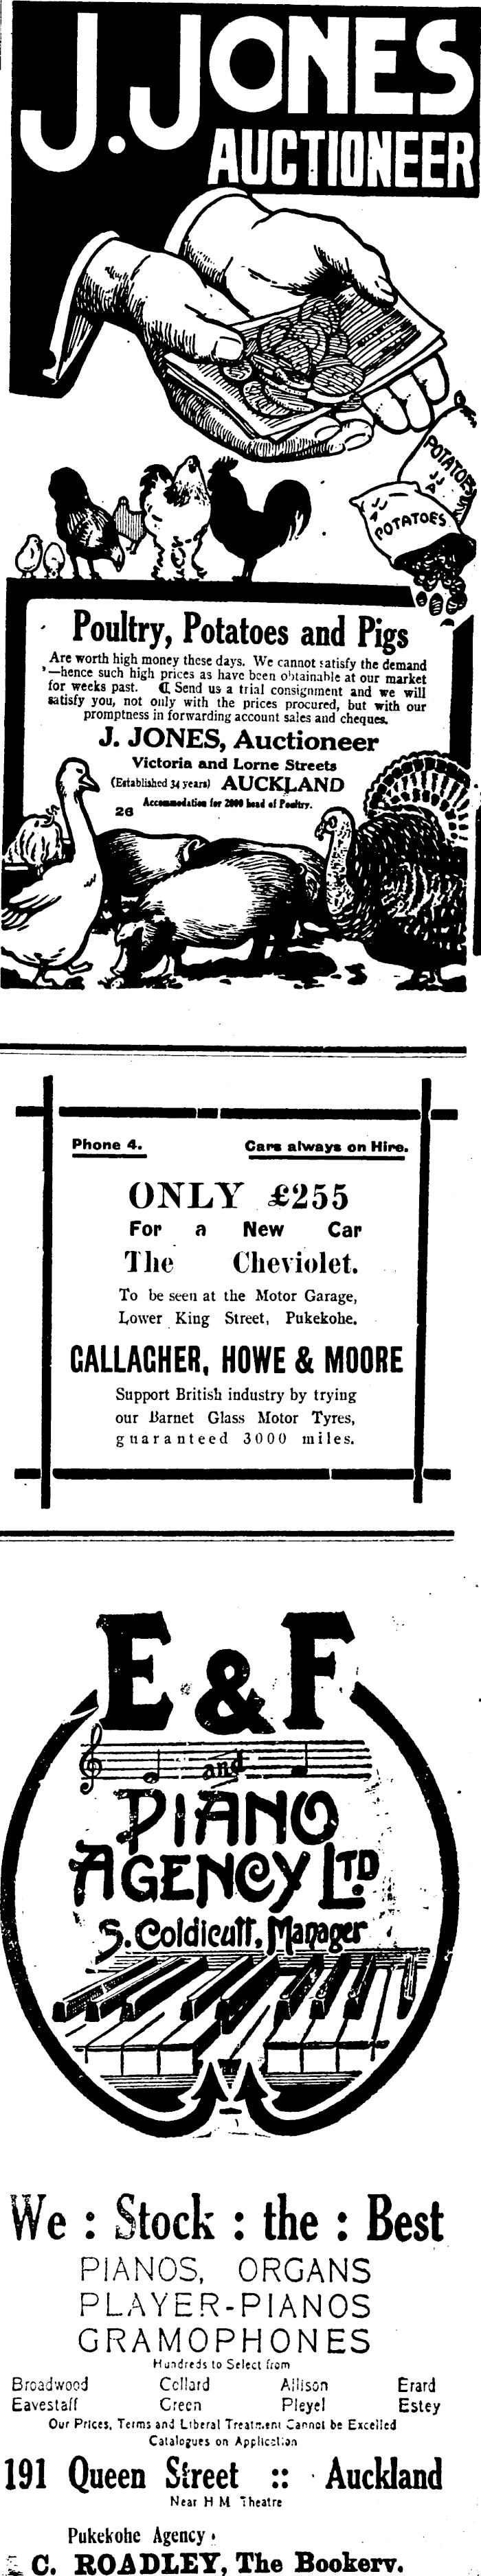 J. JONES
AUCTIONEER
POTATOES
JJ
A
JJ
A
POTATOES
Poultry, Potatoes and Pigs
Are worth high money these days. We cannot satisfy the demand
—hence such high prices as have been obtainable at our market
for weeks past. ¶ Send us a trial consignment and we will
satisfy you, not only with the prices procured, but with our
promptness in forwarding account sales and cheques.
J. JONES, Auctioneer
Victoria and Lorne Streets
(Established 34 years) AUCKLAND
Accommodation for 2000 head of Poultry.
26
Phone 4. Cars always on Hire.
ONLY £255
For a New Car
The Cheviolet.
To be seen at the Motor Garage,
Lower King Street, Pukekohe.
GALLAGHER, HOWE & MOORE
Support British industry by trying
our Barnet Glass Motor Tyres,
guaranteed 3000 miles.
E & F
and
PIANO
AGENCY LTD
S. Coldicutt, Manager
We : Stock : the : Best
PIANOS, ORGANS
PLAYER-PIANOS
GRAMOPHONES
Hundreds to Select from
Broadwood Collard Allison Erard
Eavestaff Green Pleyel Estey
Our Prices, Terms and Liberal Treatment Cannot be Excelled
Catalogues on Application
191 Queen Street :: Auckland
Near H M Theatre
Pukekohe Agency
C. ROADLEY, The Bookery.